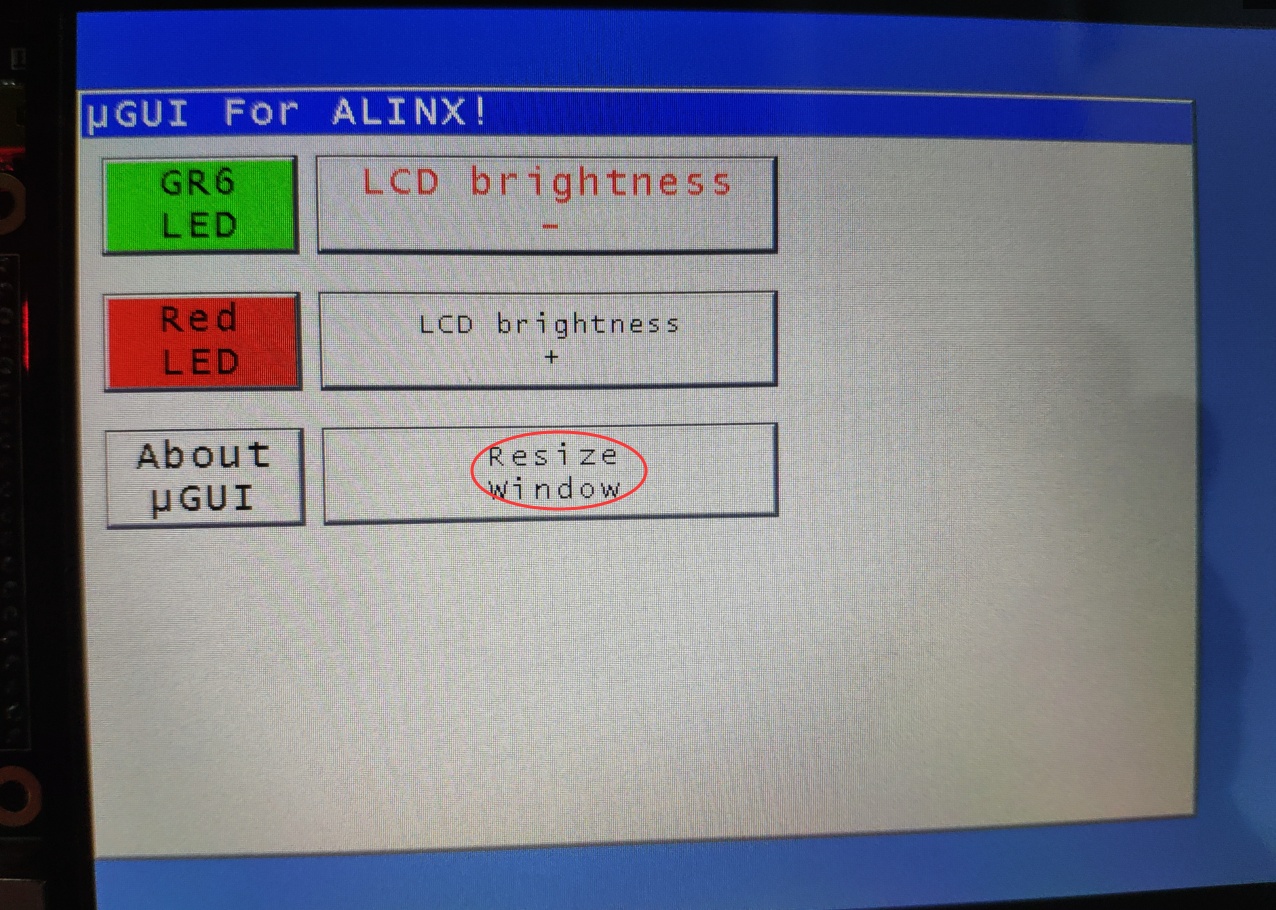 µGUI For ALINX!
GR6
LED
LCD brightness
-
Red
LED
LCD brightness
+
About
µGUI
Resize
Window